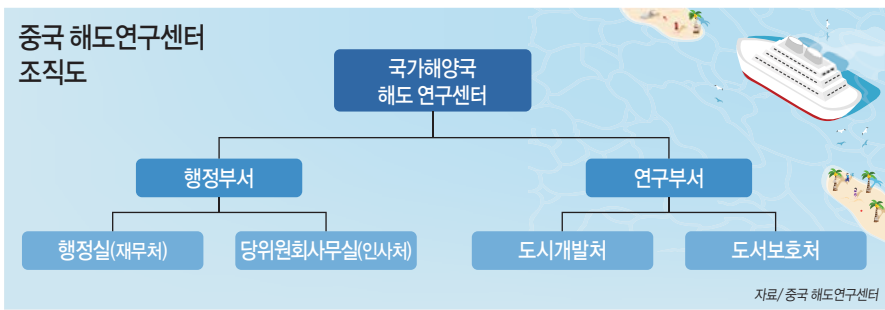 중국 해도연구센터
조직도
국가해양국
해도 연구센터
행정부서
연구부서
행정실(재무처)
당위원회사무실(인사처)
도시개발처
도서보호처
자료/ 중국 해도연구센터